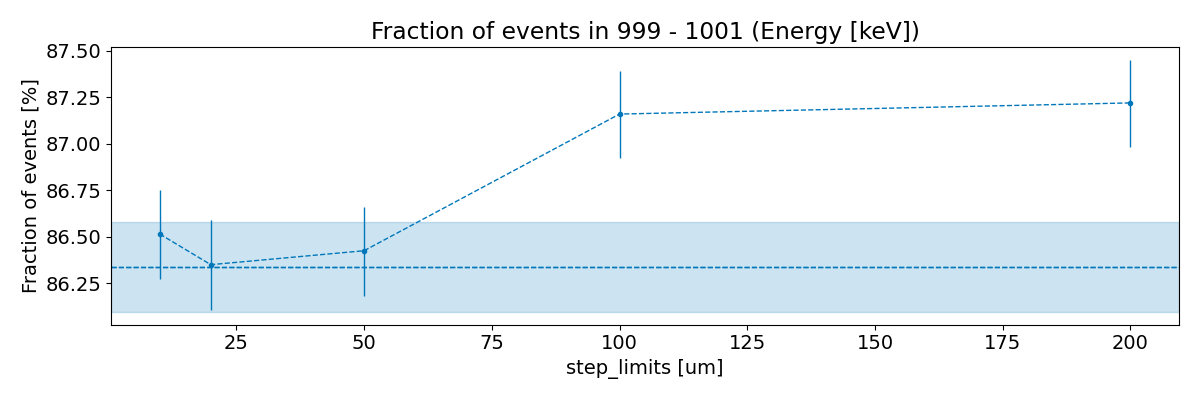 Fraction of events in 999 - 1001 (Energy [keV])
87.50
87.25
87.00
86.75
86.50
86.25
Fraction of events [%]
25 50 75 100 125 150 175 200
step_limits [um]